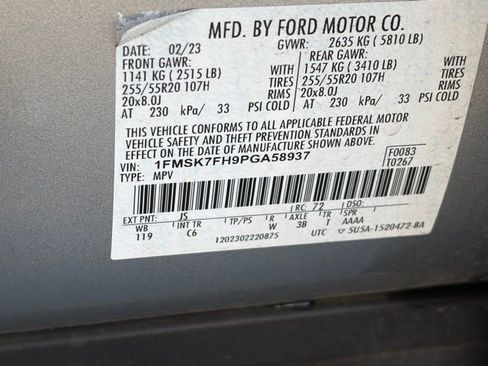 MFD. BY FORD MOTOR CO.
DATE: 02/23 GVWR: 2635 KG (5810 LB)
FRONT GAWR: REAR GAWR:
1141 KG (2515 LB) WITH 1547 KG (3410 LB) WITH
255/55R20 107H TIRES 255/55R20 107H TIRES
20x8.0J RIMS 20x8.0J RIMS
AT 230 kPa/ 33 PSI COLD AT 230 kPa/ 33 PSI COLD
THIS VEHICLE CONFORMS TO ALL APPLICABLE FEDERAL MOTOR
VEHICLE SAFETY AND THEFT PREVENTION STANDARDS IN
EFFECT ON THE DATE OF MANUFACTURE SHOWN ABOVE.
VIN: 1FMSK7FH9PGA58937 F0083
TYPE: MPV T0267
EXT PNT: JS RC: 72 DSO:
WB INT TR TP/PS R AXLE TR SPR
119 C6 W 3B T AAAA
1202302220875 UTC 5U5A-1520472-BA